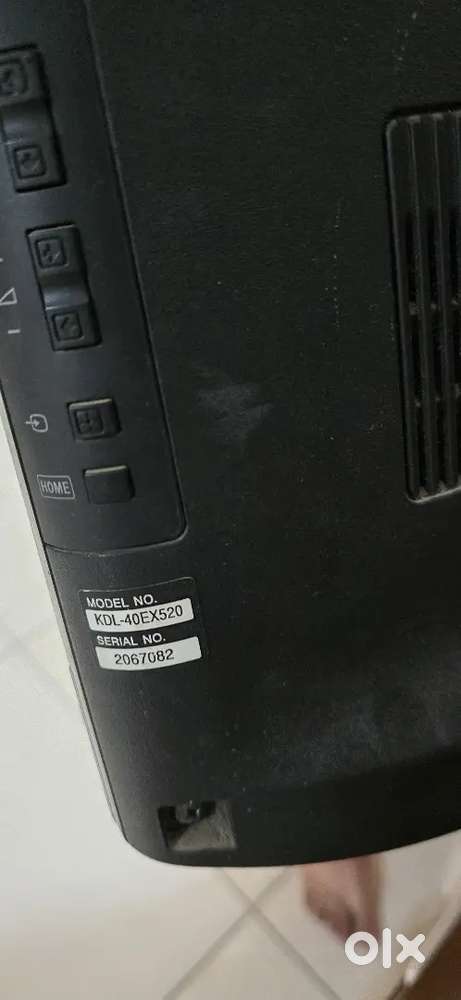 HOME
MODEL NO.
KDL-40EX520
SERIAL NO.
2067082
olx